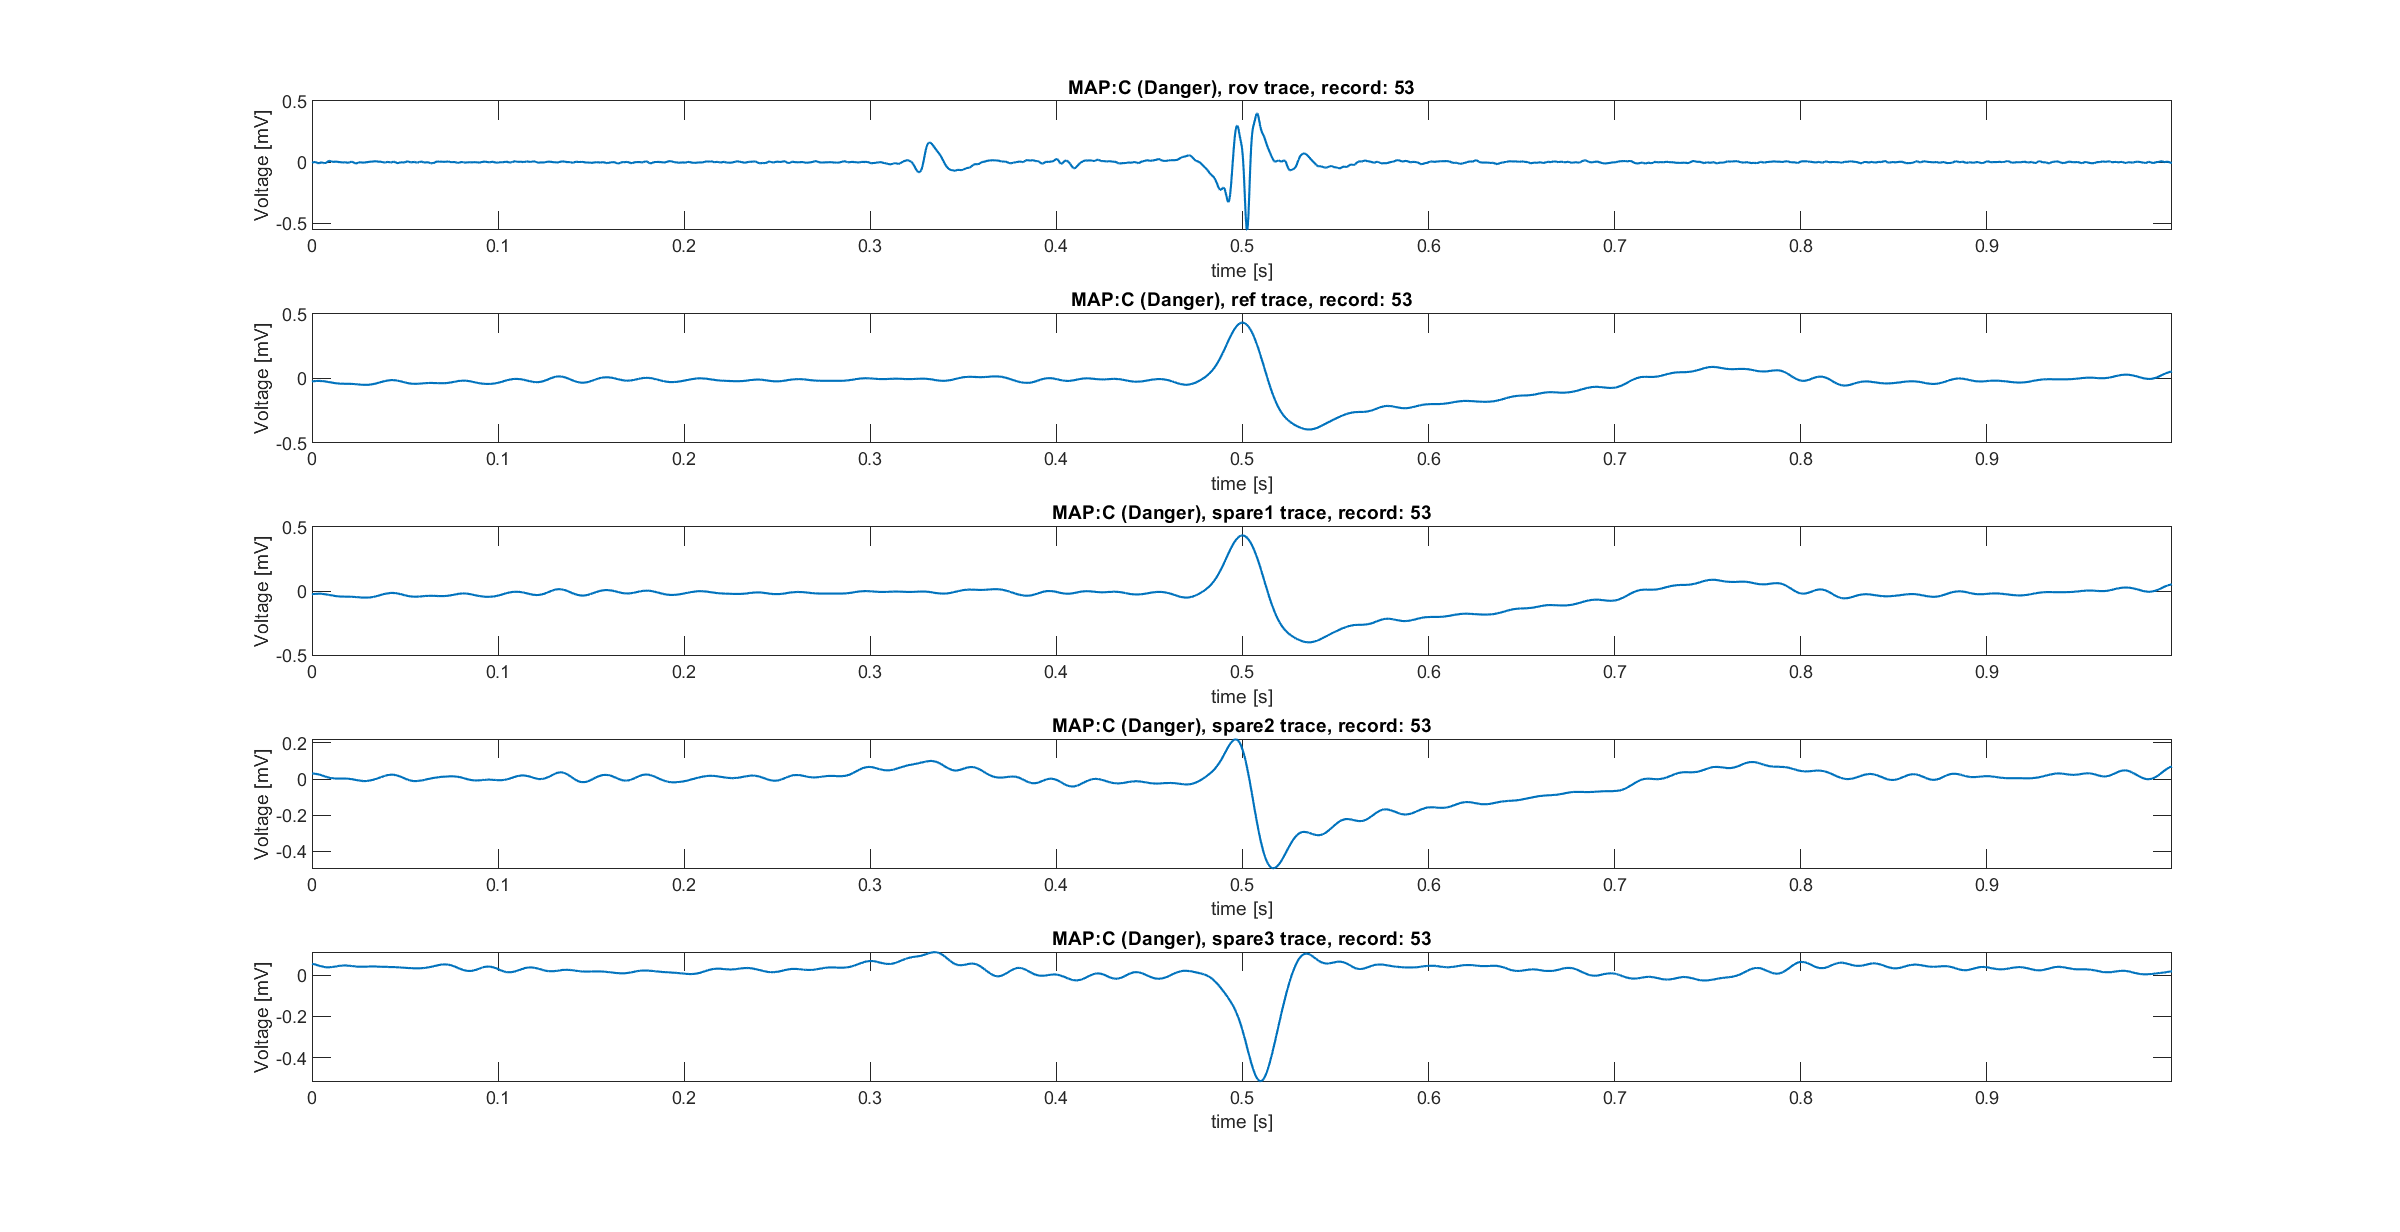 MAP:C (Danger), rov trace, record: 53
0.5
0
-0.5
Voltage [mV]
0 0.1 0.2 0.3 0.4 0.5 0.6 0.7 0.8 0.9
time [s]
MAP:C (Danger), ref trace, record: 53
0.5
0
-0.5
Voltage [mV]
0 0.1 0.2 0.3 0.4 0.5 0.6 0.7 0.8 0.9
time [s]
MAP:C (Danger), spare1 trace, record: 53
0.5
0
-0.5
Voltage [mV]
0 0.1 0.2 0.3 0.4 0.5 0.6 0.7 0.8 0.9
time [s]
MAP:C (Danger), spare2 trace, record: 53
0.2
0
-0.2
-0.4
Voltage [mV]
0 0.1 0.2 0.3 0.4 0.5 0.6 0.7 0.8 0.9
time [s]
MAP:C (Danger), spare3 trace, record: 53
0
-0.2
-0.4
Voltage [mV]
0 0.1 0.2 0.3 0.4 0.5 0.6 0.7 0.8 0.9
time [s]